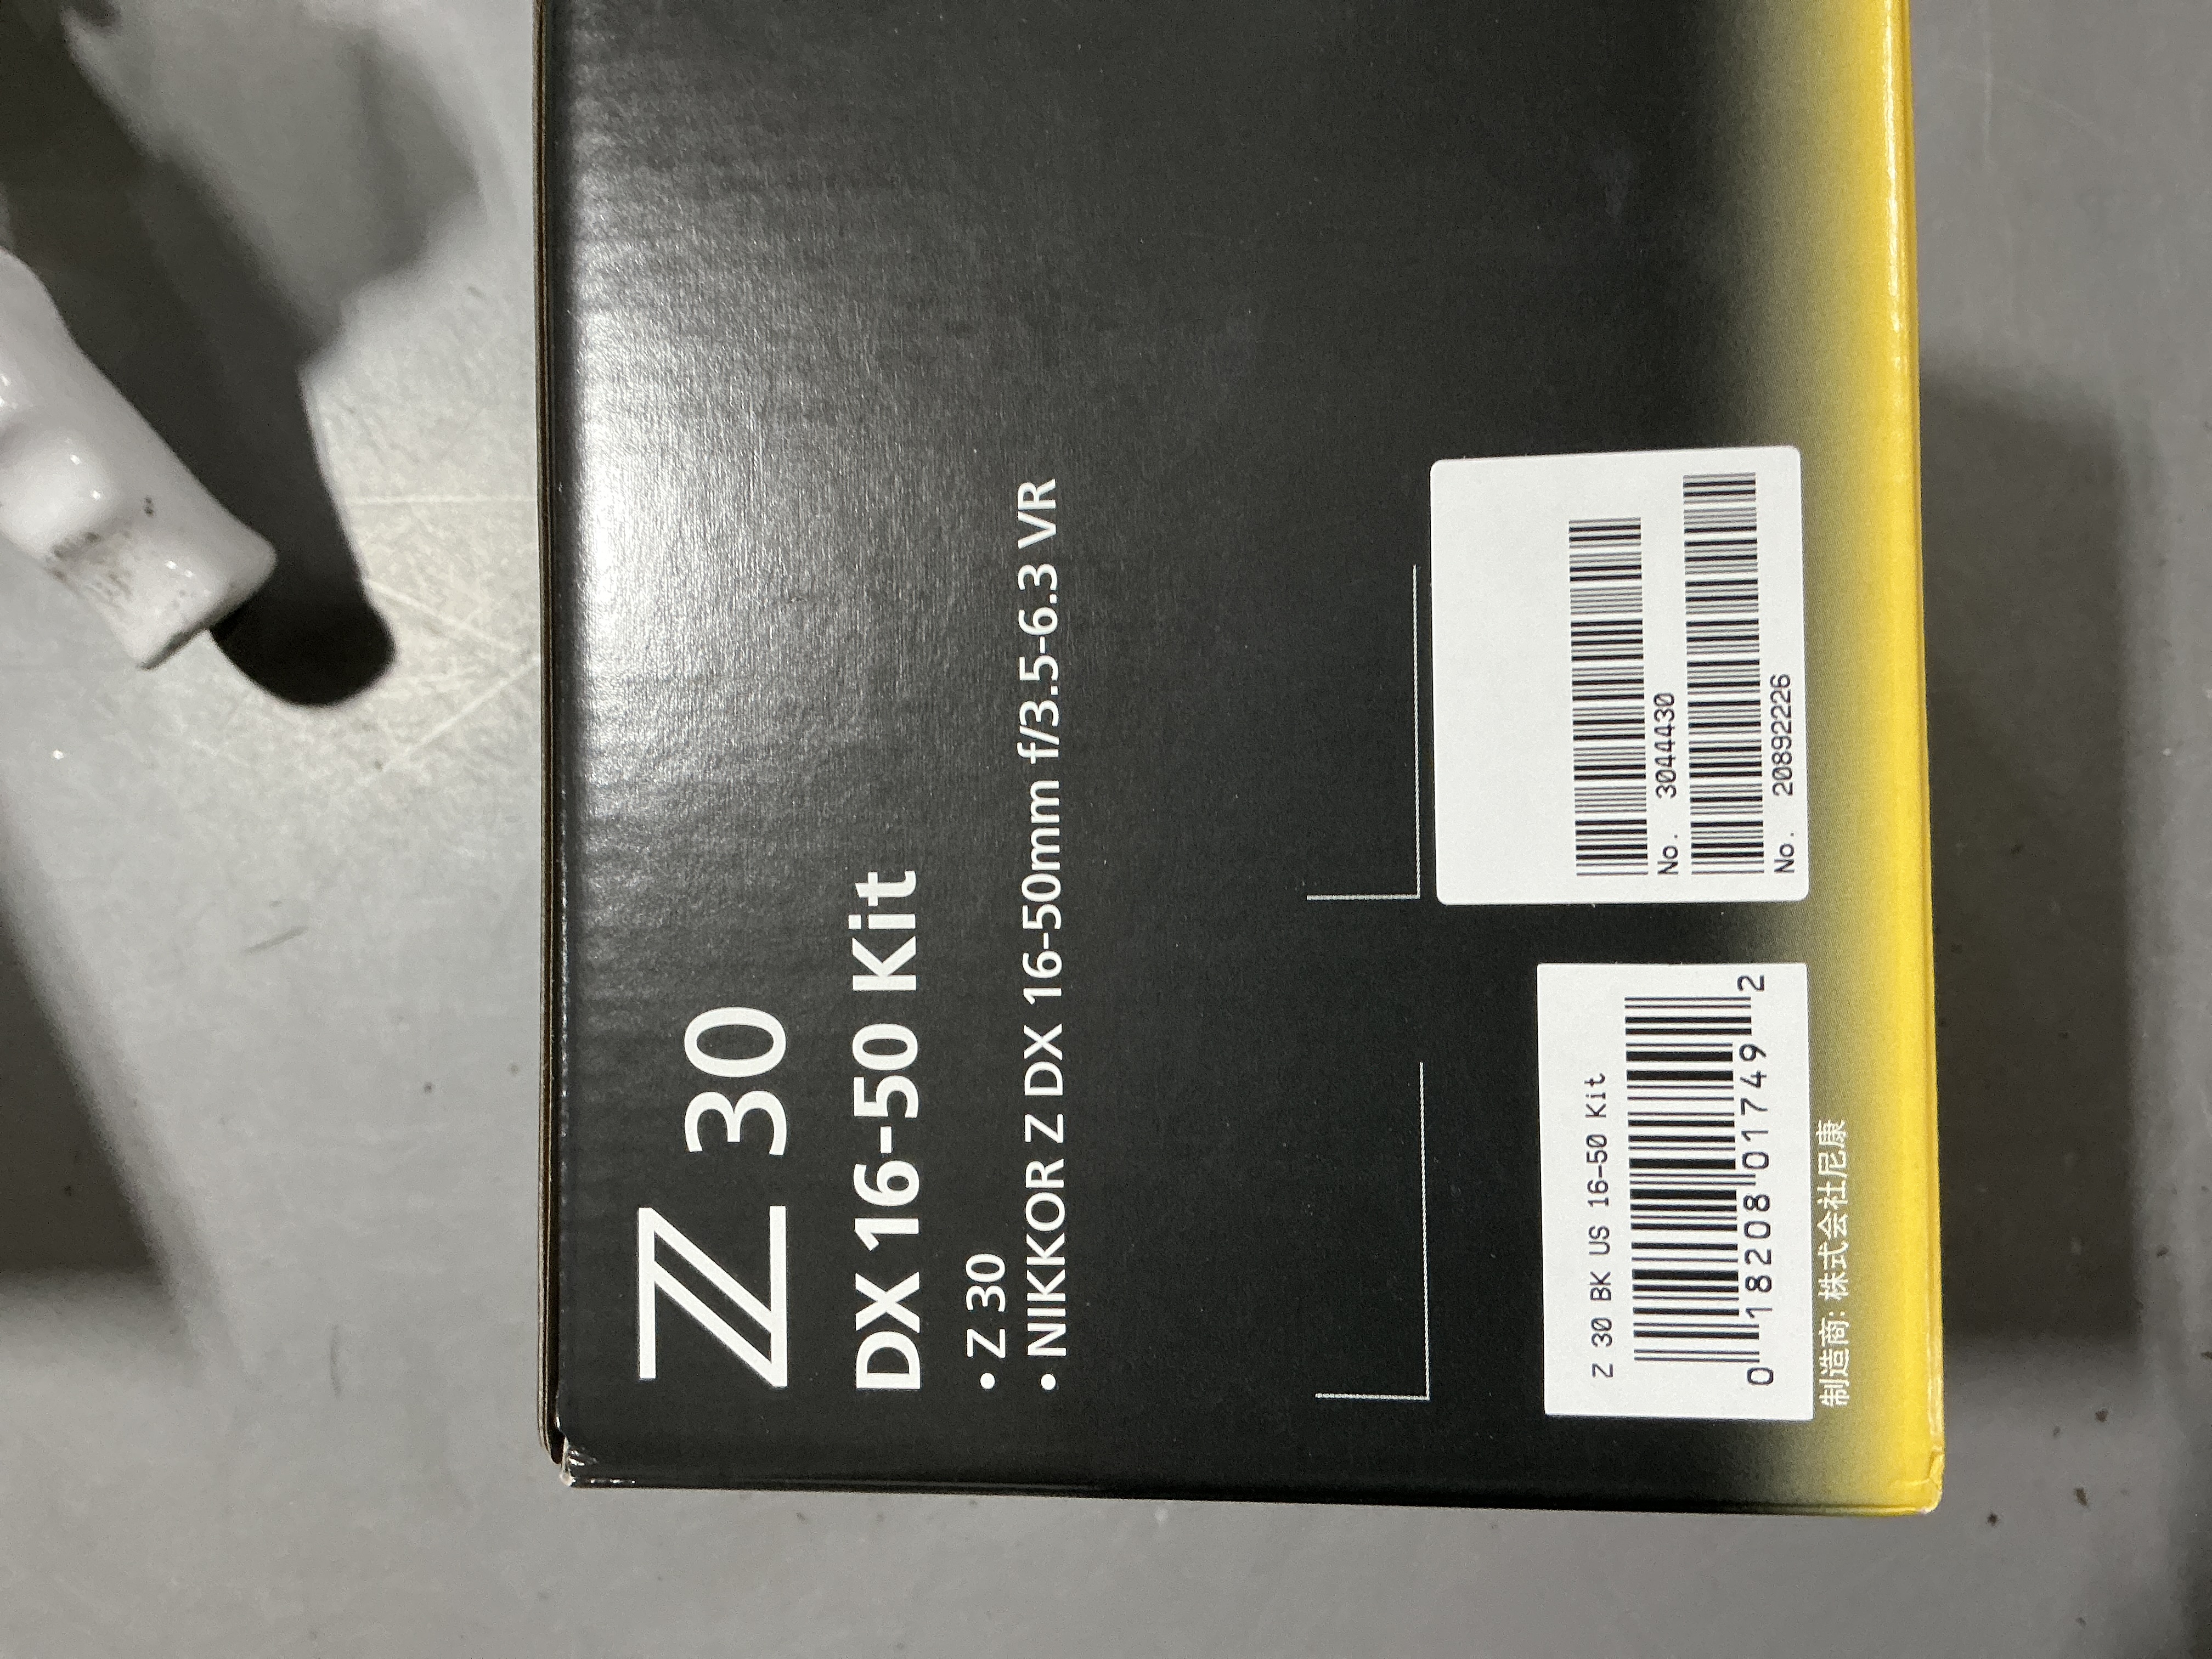 Z 30
DX 16-50 Kit
• Z 30
• NIKKOR Z DX 16-50mm f/3.5-6.3 VR
Z 30 BK US 16-50 Kit
0 18208 01749 2
制造商: 株式会社尼康
No. 3044430
No. 20892226